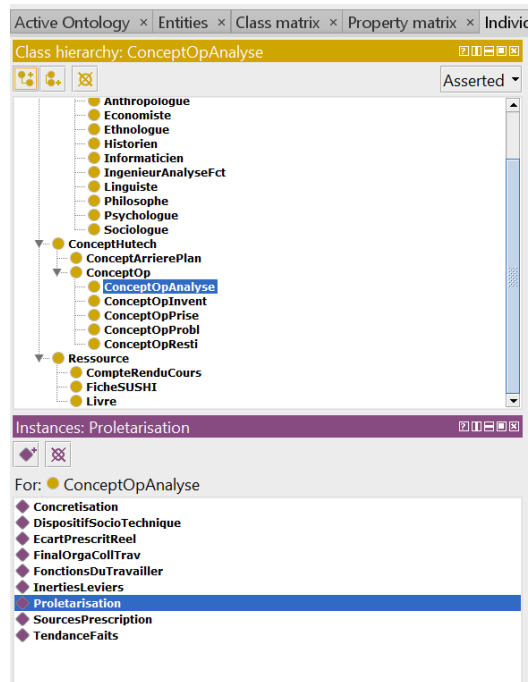 Active Ontology × Entities × Class matrix × Property matrix × Individ
Class hierarchy: ConceptOpAnalyse
Asserted
Anthropologue
Economiste
Ethnologue
Historien
Informaticien
IngenieurAnalyseFct
Linguiste
Philosophe
Psychologue
Sociologue
ConceptHutech
ConceptArrierePlan
ConceptOp
ConceptOpAnalyse
ConceptOpInvent
ConceptOpPrise
ConceptOpProbl
ConceptOpResti
Ressource
CompteRenduCours
FicheSUSHI
Livre
Instances: Proletarisation
For: ConceptOpAnalyse
Concretisation
DispositifSocioTechnique
EcartPrescritReel
FinalOrgaCollTrav
FonctionsDuTravailler
InertiesLeviers
Proletarisation
SourcesPrescription
TendanceFaits